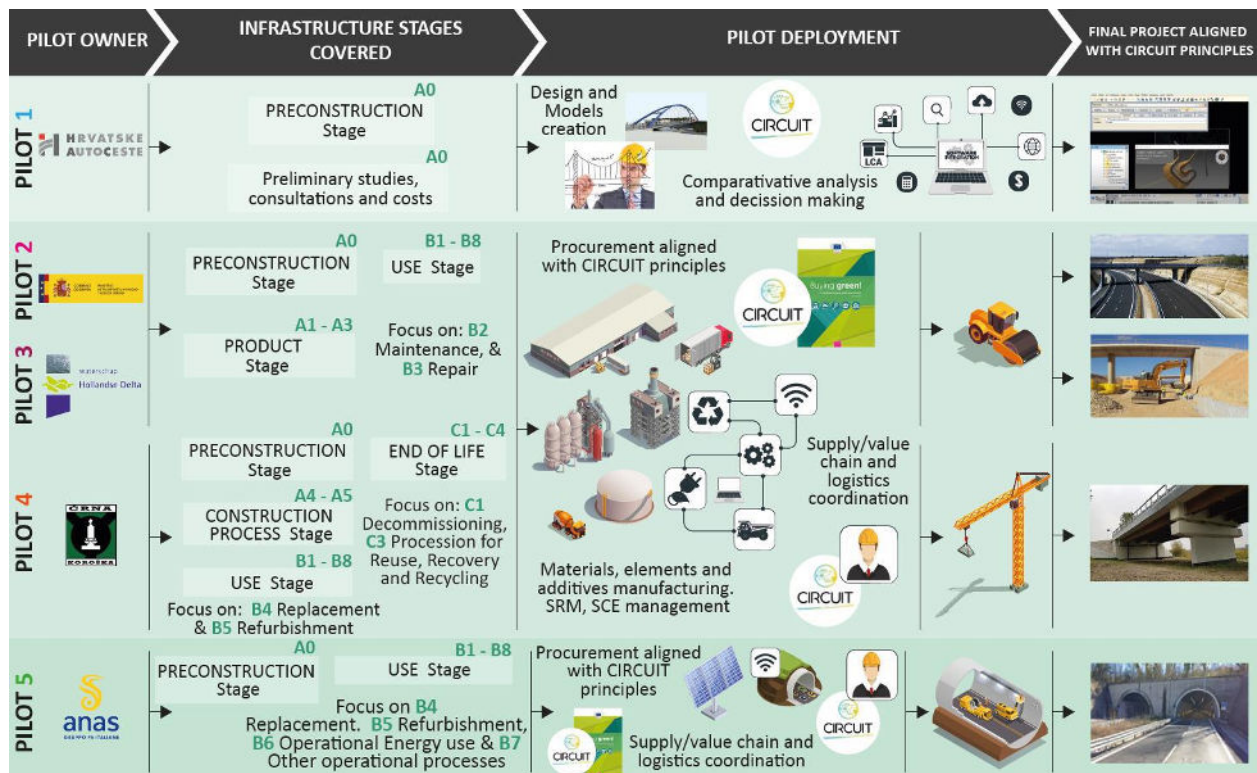 PILOT OWNER
INFRASTRUCTURE STAGES
COVERED
PILOT DEPLOYMENT
FINAL PROJECT ALIGNED
WITH CIRCUIT PRINCIPLES
PILOT 1
HRVATSKE
AUTOCESTE
A0
PRECONSTRUCTION
Stage
A0
Preliminary studies,
consultations and costs
Design and
Models
creation
CIRCUIT
Comparativative analysis
and decission making
LCA
SOFTWARE
INTEGRATION
PILOT 2
PILOT 3
waterschap
Hollandse Delta
A0
PRECONSTRUCTION
Stage
B1 - B8
USE Stage
A1 - A3
PRODUCT
Stage
Focus on: B2
Maintenance, &
B3 Repair
Procurement aligned
with CIRCUIT principles
CIRCUIT
Buying green!
PILOT 4
ČRNA
KOROŠKA
A0
PRECONSTRUCTION
Stage
C1 - C4
END OF LIFE
Stage
A4 - A5
CONSTRUCTION
PROCESS Stage
Focus on: C1
Decommissioning,
C3 Procession for
Reuse, Recovery
and Recycling
B1 - B8
USE Stage
Focus on: B4 Replacement
& B5 Refurbishment
Supply/value
chain and
logistics
coordination
Materials, elements and
additives manufacturing.
SRM, SCE management
CIRCUIT
PILOT 5
anas
A0
PRECONSTRUCTION
Stage
B1 - B8
USE Stage
Focus on B4
Replacement. B5 Refurbishment,
B6 Operational Energy use & B7
Other operational processes
Procurement aligned
with CIRCUIT
principles
CIRCUIT
CIRCUIT
Supply/value chain and
logistics coordination